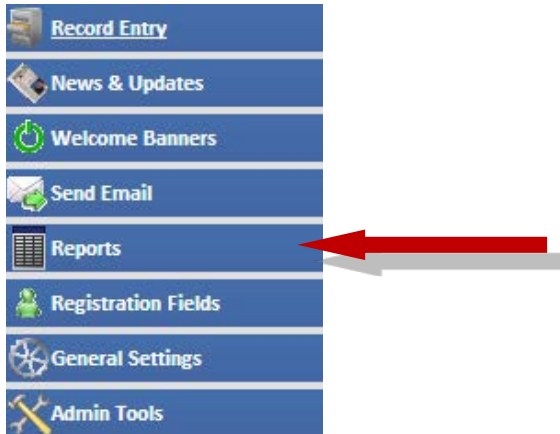 Record Entry
News & Updates
Welcome Banners
Send Email
Reports
Registration Fields
General Settings
Admin Tools